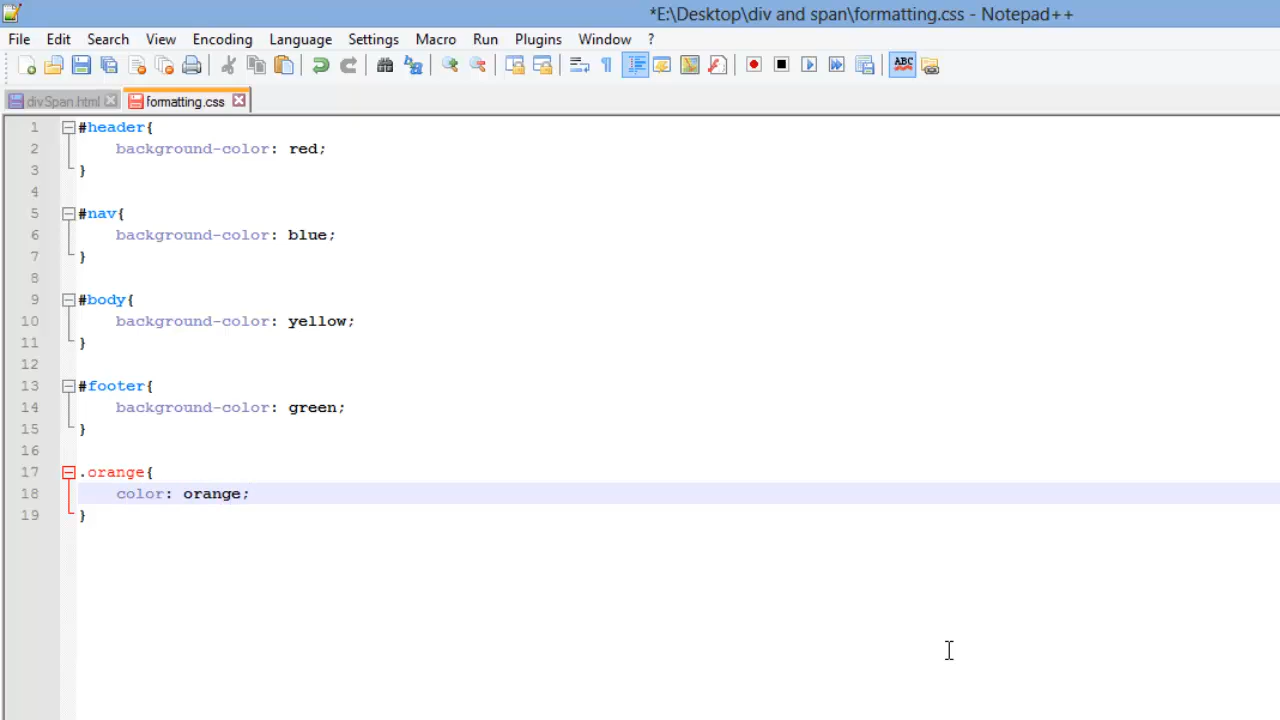 *E:\Desktop\div and span\formatting.css - Notepad++
File Edit Search View Encoding Language Settings Macro Run Plugins Window ?
ABC
divSpan.html formatting.css
1 #header{
2 background-color: red;
3 }
4
5 #nav{
6 background-color: blue;
7 }
8
9 #body{
10 background-color: yellow;
11 }
12
13 #footer{
14 background-color: green;
15 }
16
17 .orange{
18 color: orange;
19 }